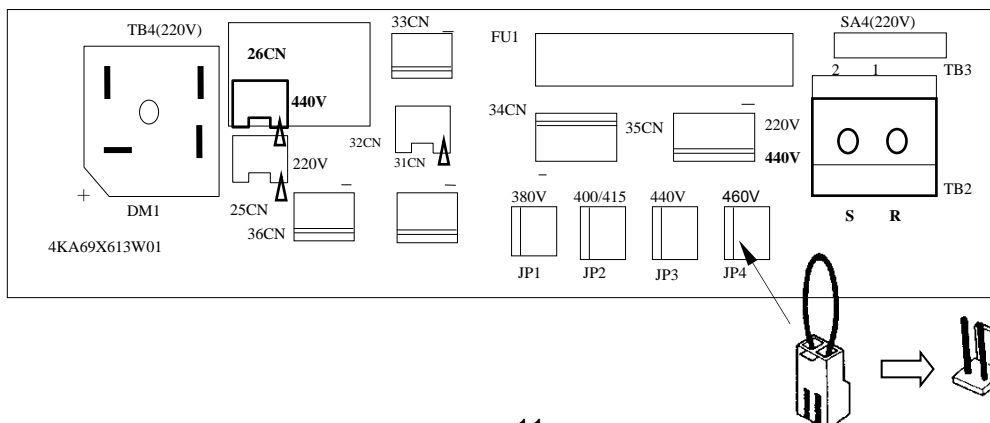 TB4(220V)
33CN
FU1
SA4(220V)
26CN
2 1
TB3
440V
34CN
35CN
220V
32CN
31CN
440V
220V
TB2
380V
400/415
440V
460V
+
DM1
25CN
36CN
S R
4KA69X613W01
JP1
JP2
JP3
JP4